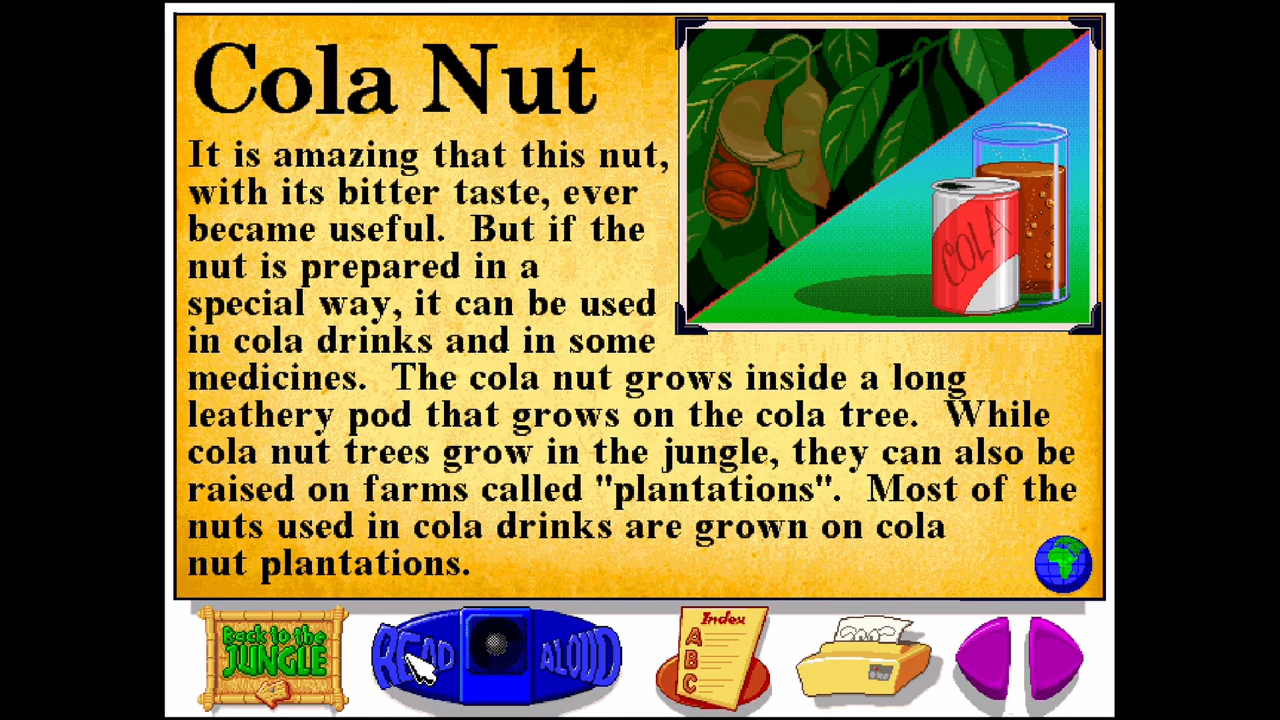 Cola Nut
It is amazing that this nut,
with its bitter taste, ever
became useful.  But if the
nut is prepared in a
special way, it can be used
in cola drinks and in some
medicines.  The cola nut grows inside a long
leathery pod that grows on the cola tree.  While
cola nut trees grow in the jungle, they can also be
raised on farms called "plantations".  Most of the
nuts used in cola drinks are grown on cola
nut plantations.
COLA
Back to the
JUNGLE
READ ALOUD
Index
A
B
C